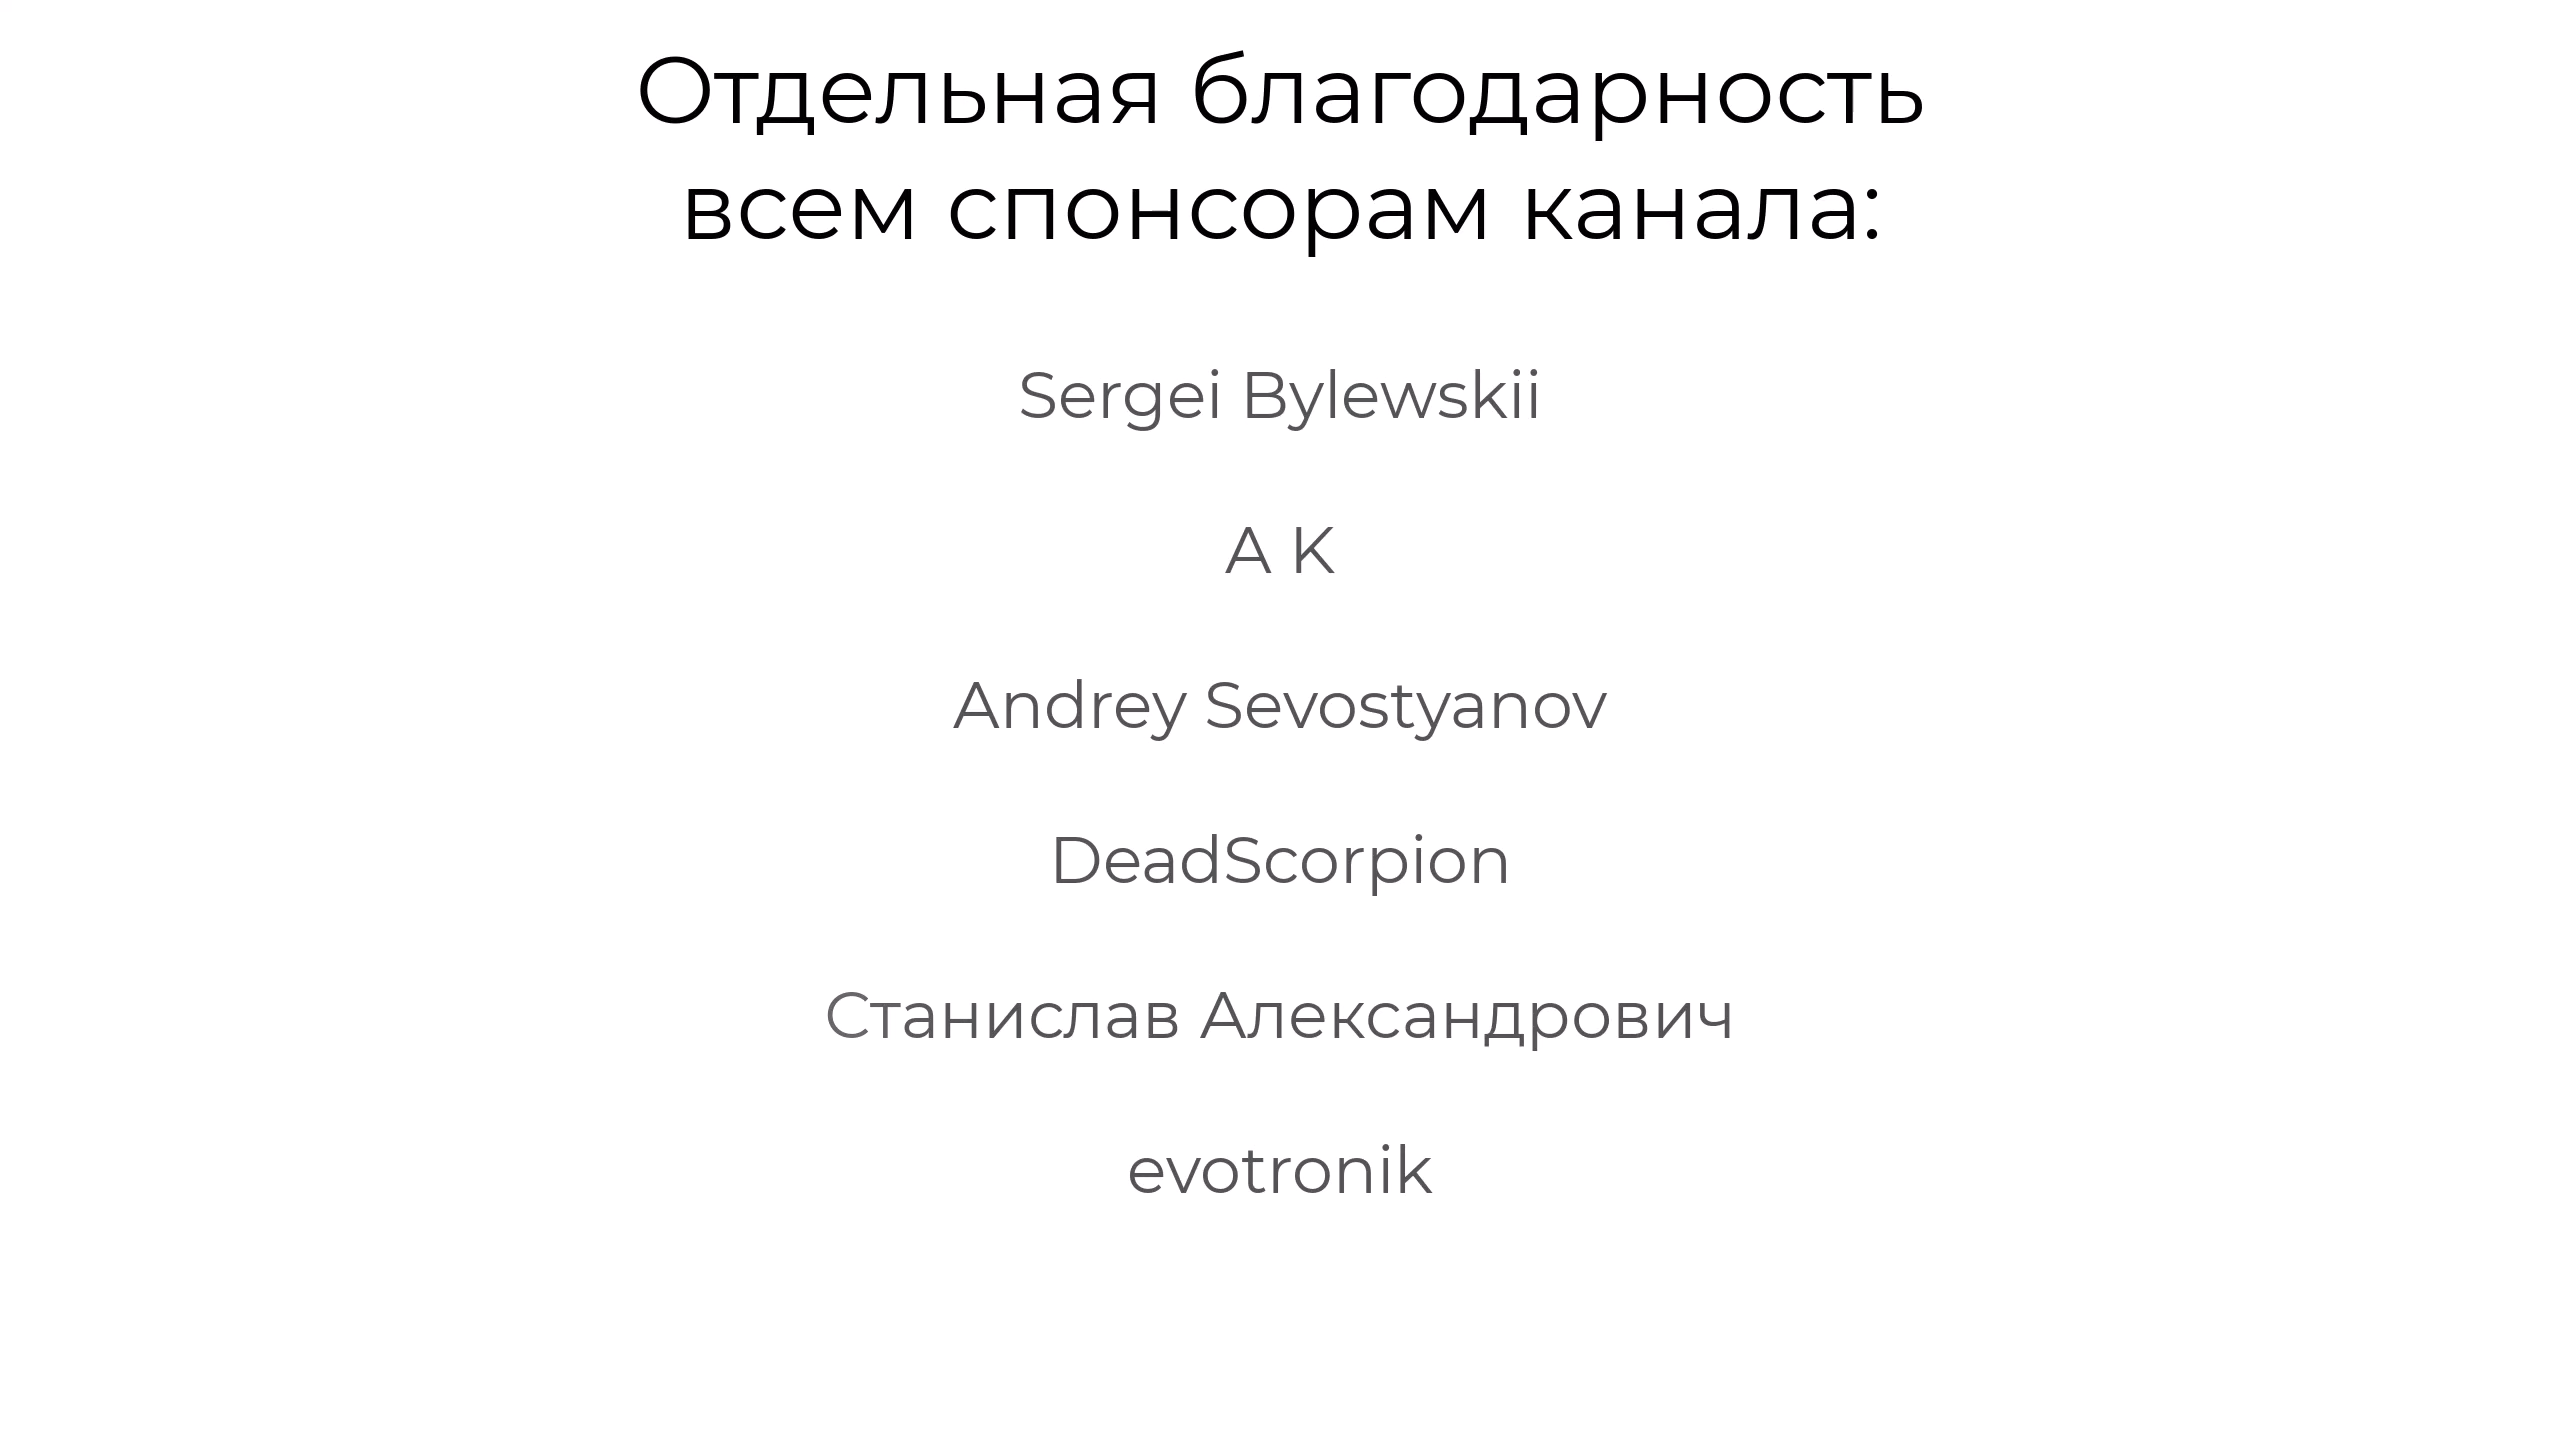 Отдельная благодарность
всем спонсорам канала:
Sergei Bylewskii
A K
Andrey Sevostyanov
DeadScorpion
Станислав Александрович
evotronik